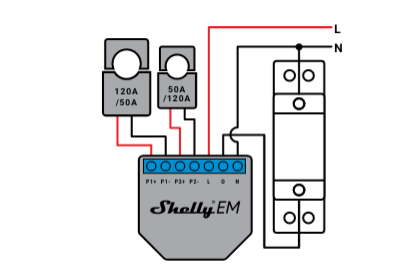 L
N
120A
/50A
50A
/120A
P1+ P1- P2+ P2- L O N
Shelly EM